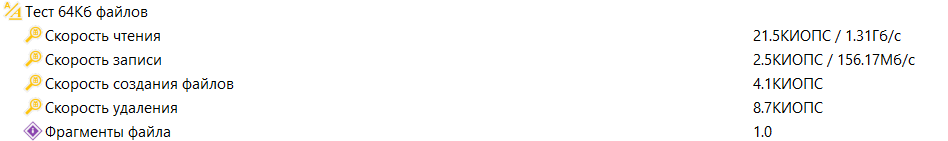 Тест 64Кб файлов
Скорость чтения 21.5КИОПС / 1.31Гб/с
Скорость записи 2.5КИОПС / 156.17Мб/с
Скорость создания файлов 4.1КИОПС
Скорость удаления 8.7КИОПС
Фрагменты файла 1.0